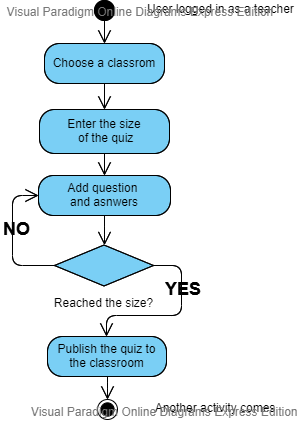 User logged in as a teacher
Visual Paradigm Online Diagrams Express Edition
Choose a classrom
Enter the size
of the quiz
Add question
and asnwers
NO
YES
Reached the size?
Publish the quiz to
the classroom
Another activity comes
Visual Paradigm Online Diagrams Express Edition